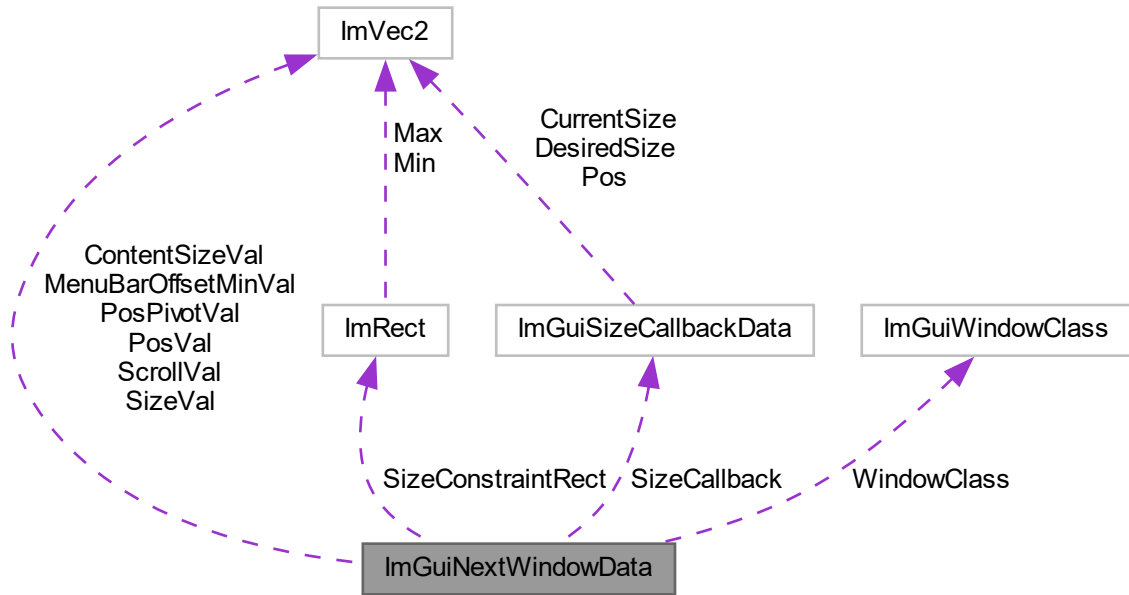 ImVec2
Max
Min
CurrentSize
DesiredSize
Pos
ContentSizeVal
MenuBarOffsetMinVal
PosPivotVal
PosVal
ScrollVal
SizeVal
ImRect
ImGuiSizeCallbackData
ImGuiWindowClass
SizeConstraintRect
SizeCallback
WindowClass
ImGuiNextWindowData